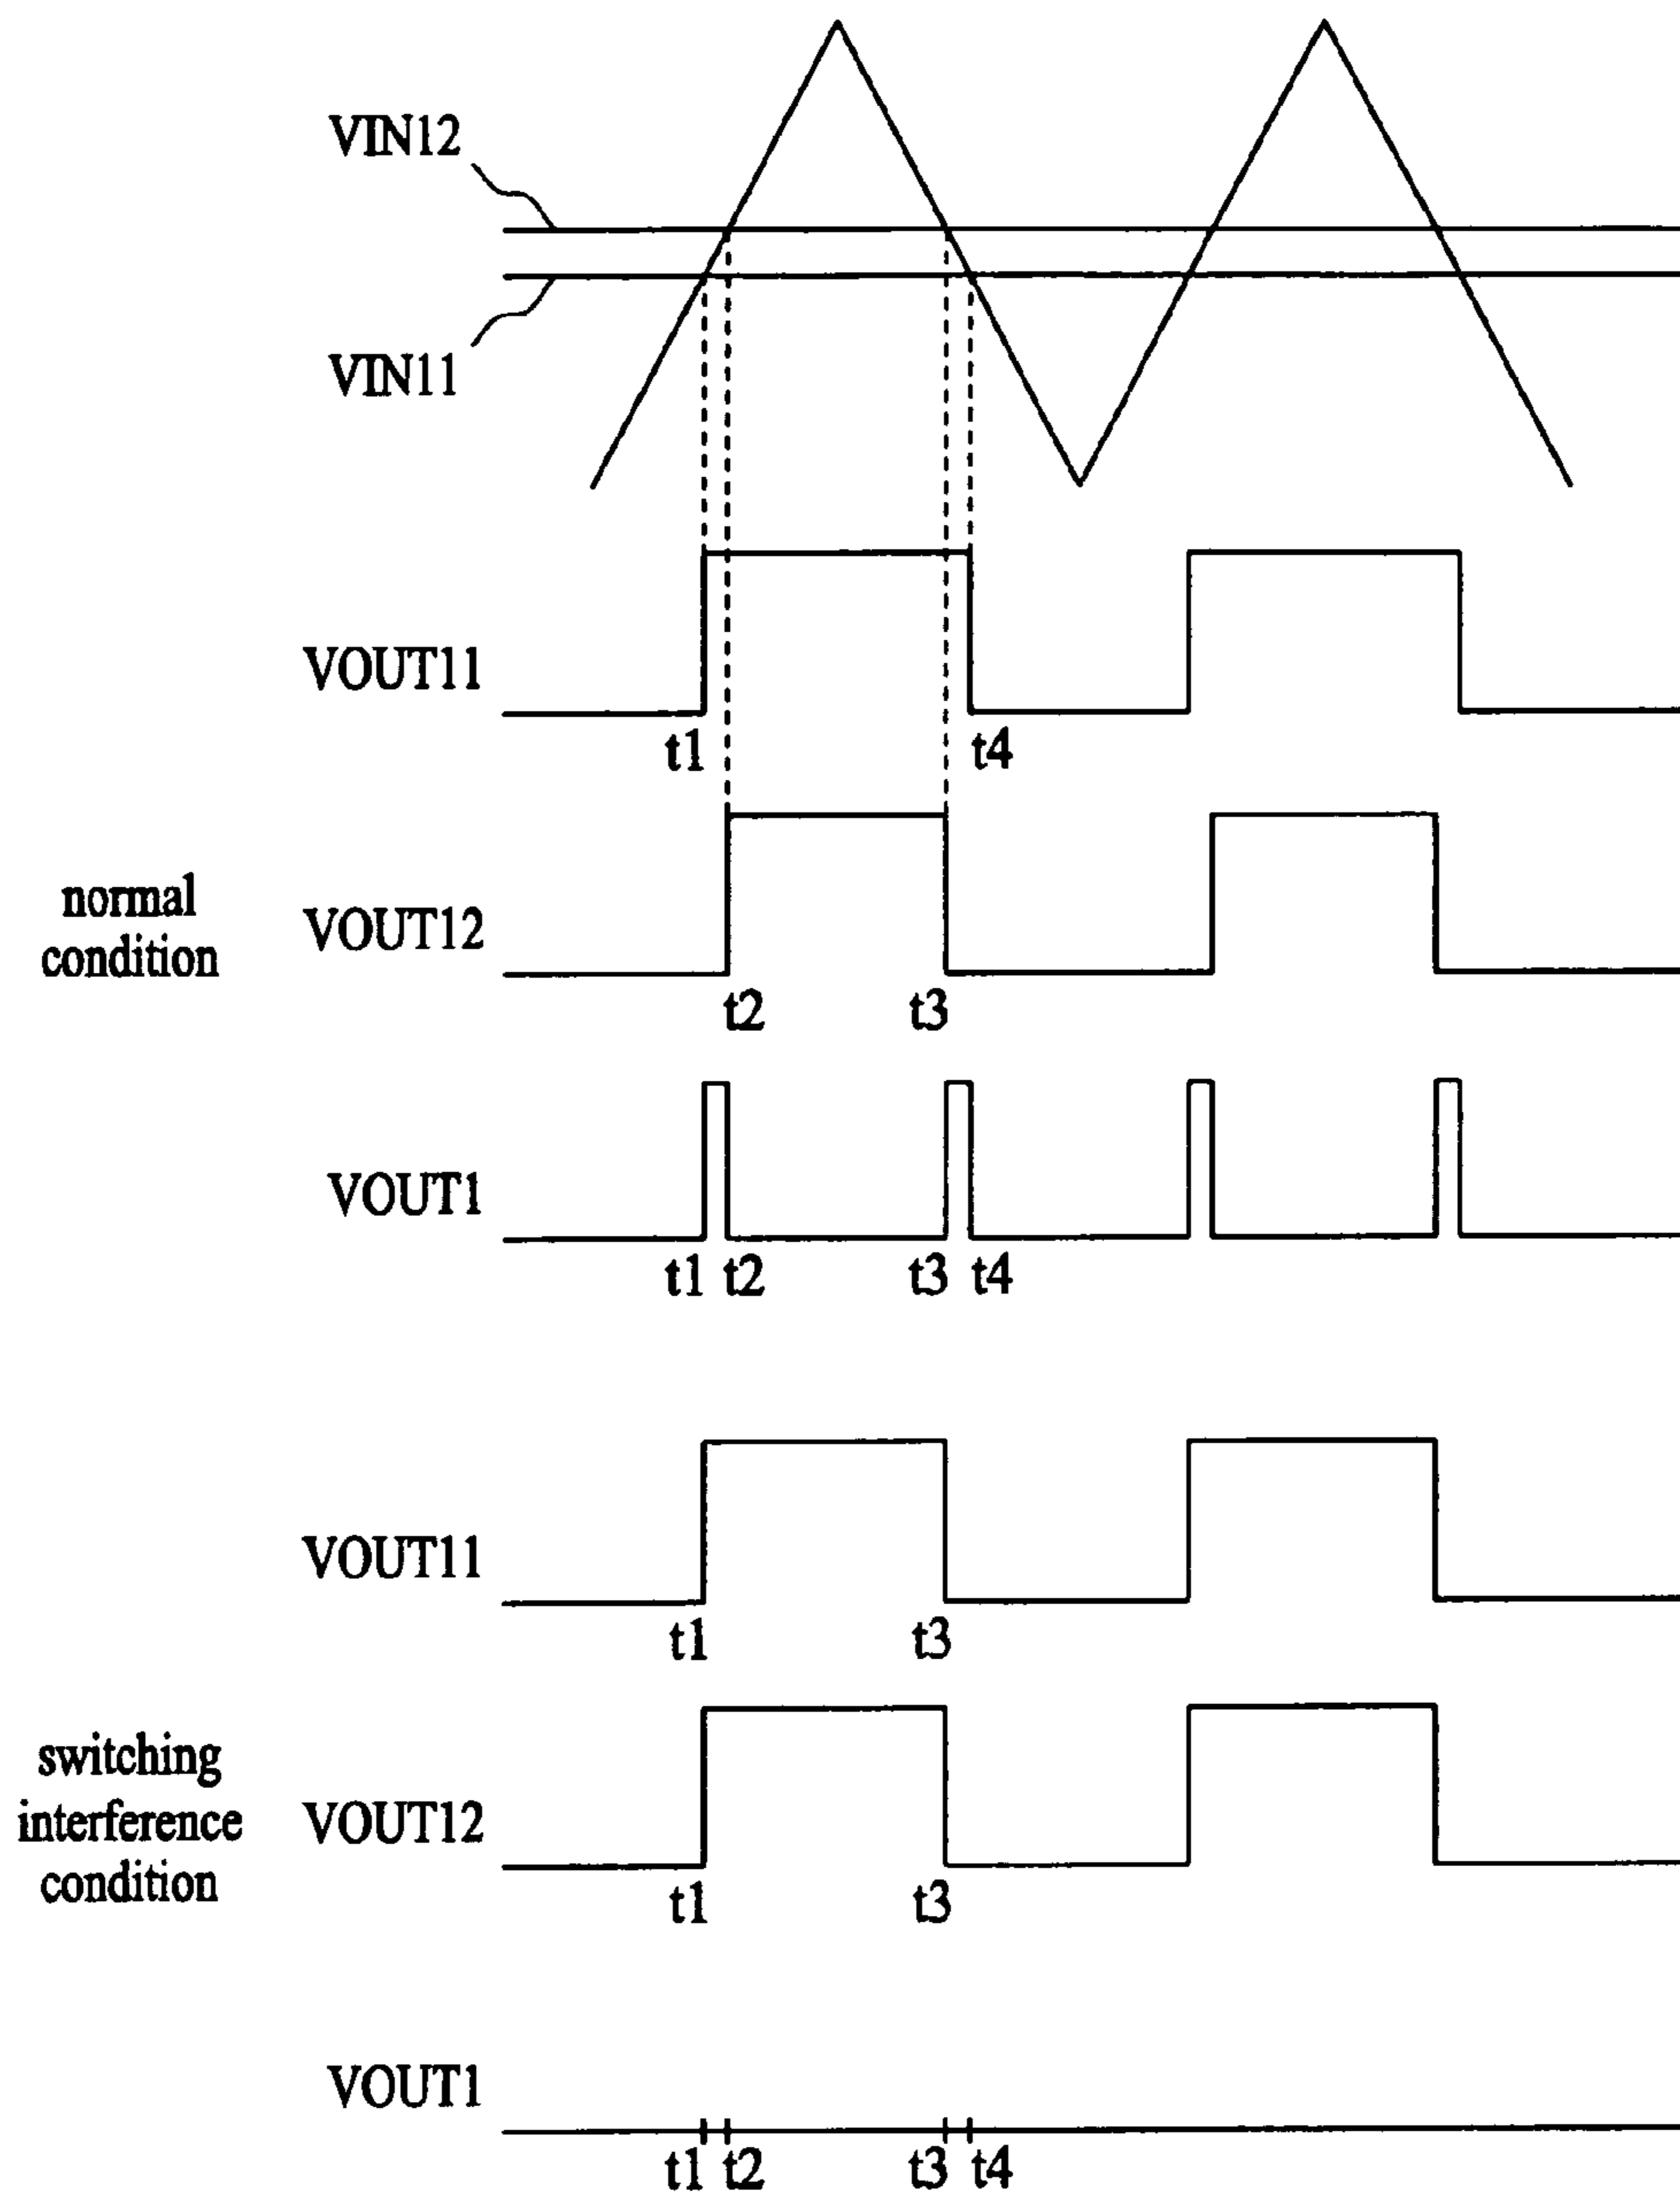 VIN12
VIN11
VOUT11
t1 t4
normal
condition
VOUT12
t2 t3
VOUT1
t1 t2 t3 t4
VOUT11
t1 t3
switching
interference
condition
VOUT12
t1 t3
VOUT1
t1 t2 t3 t4